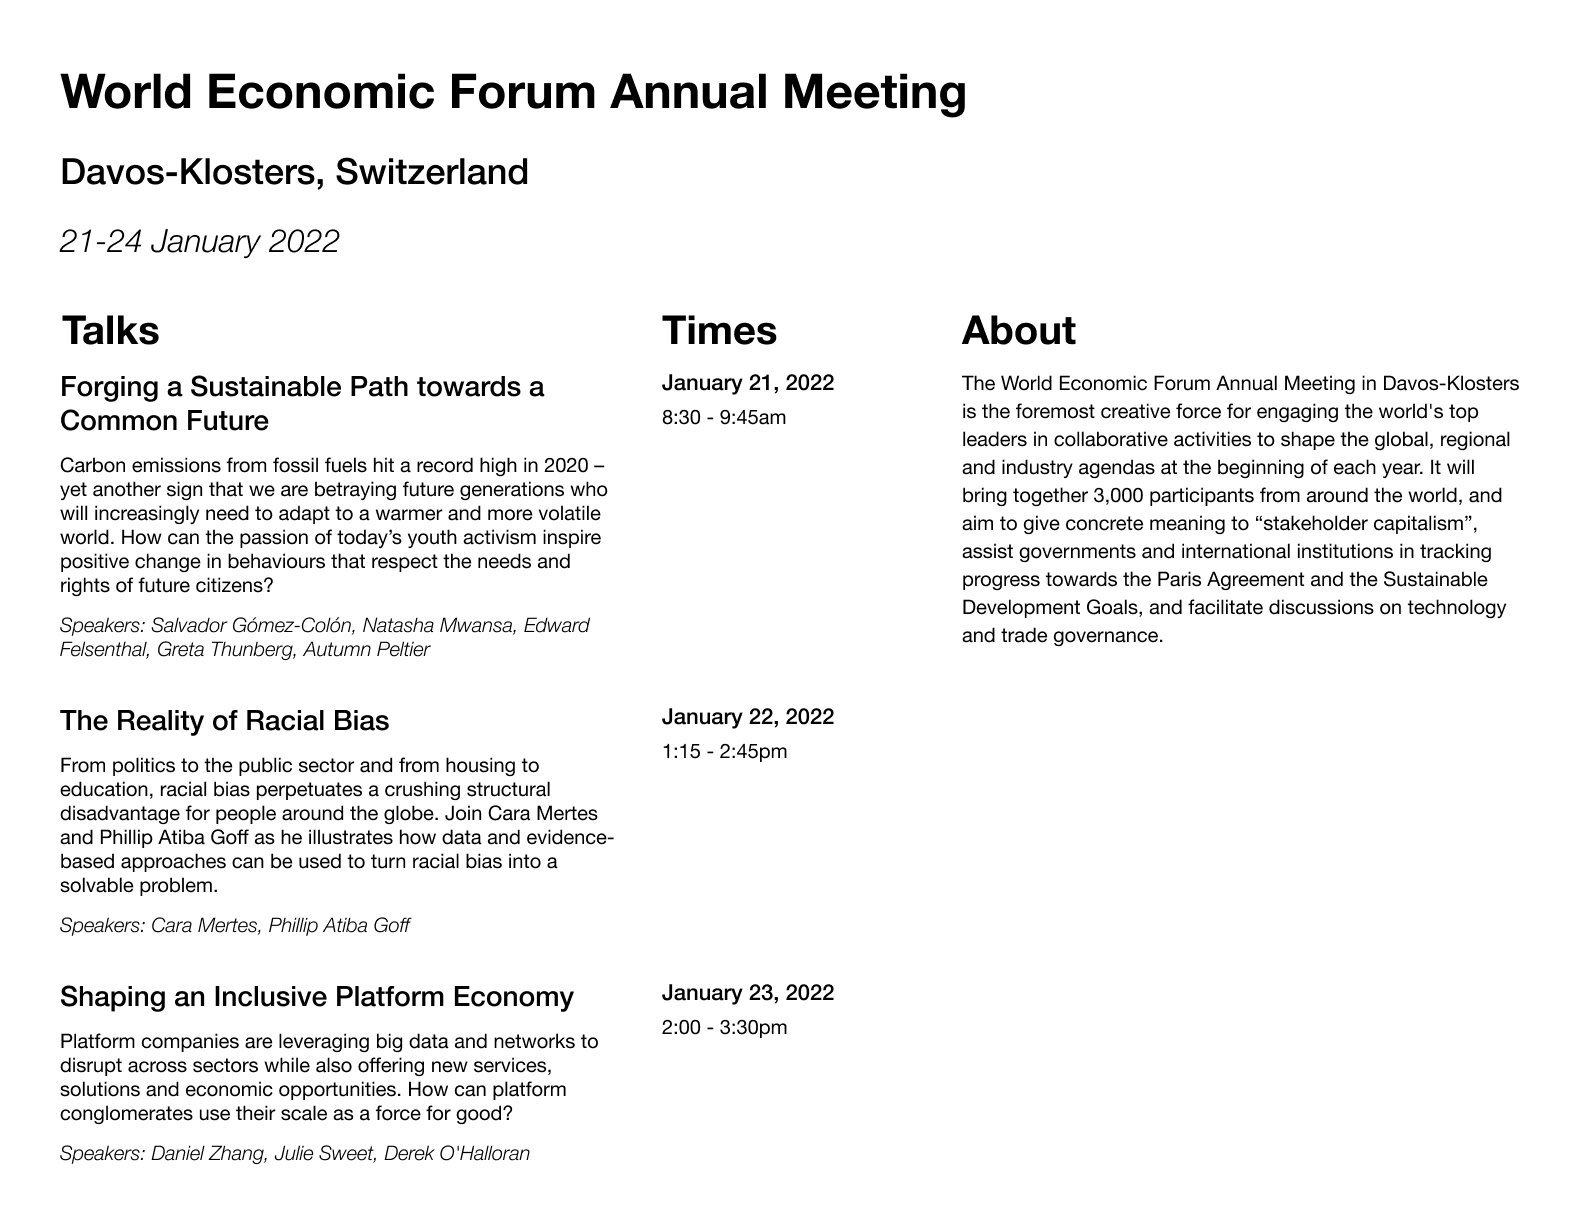 World Economic Forum Annual Meeting
Davos-Klosters, Switzerland
21-24 January 2022
Talks
Forging a Sustainable Path towards a
Common Future
Carbon emissions from fossil fuels hit a record high in 2020 –
yet another sign that we are betraying future generations who
will increasingly need to adapt to a warmer and more volatile
world. How can the passion of today’s youth activism inspire
positive change in behaviours that respect the needs and
rights of future citizens?
Speakers: Salvador Gómez-Colón, Natasha Mwansa, Edward
Felsenthal, Greta Thunberg, Autumn Peltier
The Reality of Racial Bias
From politics to the public sector and from housing to
education, racial bias perpetuates a crushing structural
disadvantage for people around the globe. Join Cara Mertes
and Phillip Atiba Goff as he illustrates how data and evidence-
based approaches can be used to turn racial bias into a
solvable problem.
Speakers: Cara Mertes, Phillip Atiba Goff
Shaping an Inclusive Platform Economy
Platform companies are leveraging big data and networks to
disrupt across sectors while also offering new services,
solutions and economic opportunities. How can platform
conglomerates use their scale as a force for good?
Speakers: Daniel Zhang, Julie Sweet, Derek O'Halloran
Times
January 21, 2022
8:30 - 9:45am
January 22, 2022
1:15 - 2:45pm
January 23, 2022
2:00 - 3:30pm
About
The World Economic Forum Annual Meeting in Davos-Klosters
is the foremost creative force for engaging the world's top
leaders in collaborative activities to shape the global, regional
and industry agendas at the beginning of each year. It will
bring together 3,000 participants from around the world, and
aim to give concrete meaning to “stakeholder capitalism”,
assist governments and international institutions in tracking
progress towards the Paris Agreement and the Sustainable
Development Goals, and facilitate discussions on technology
and trade governance.